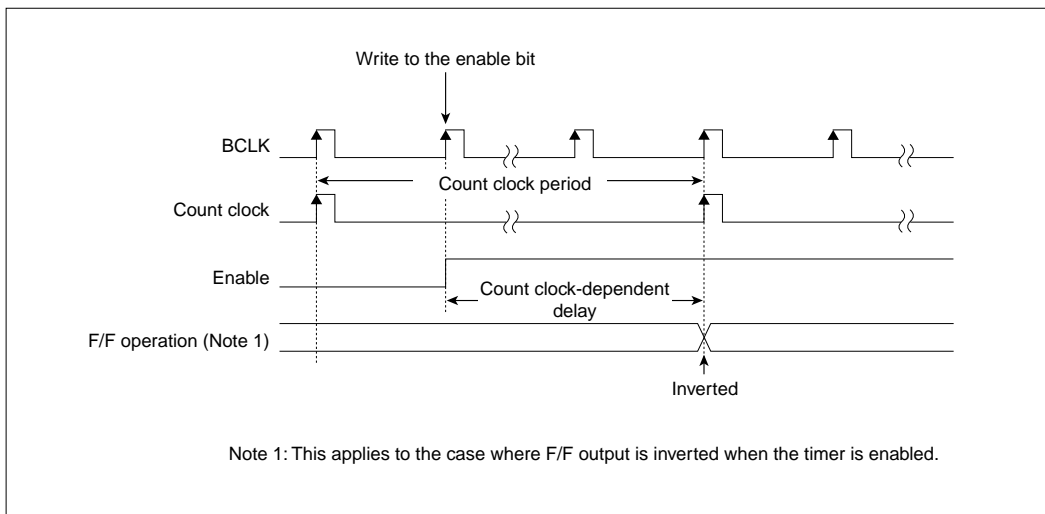 Write to the enable bit
BCLK
Count clock period
Count clock
Enable
Count clock-dependent
delay
F/F operation (Note 1)
Inverted
Note 1: This applies to the case where F/F output is inverted when the timer is enabled.